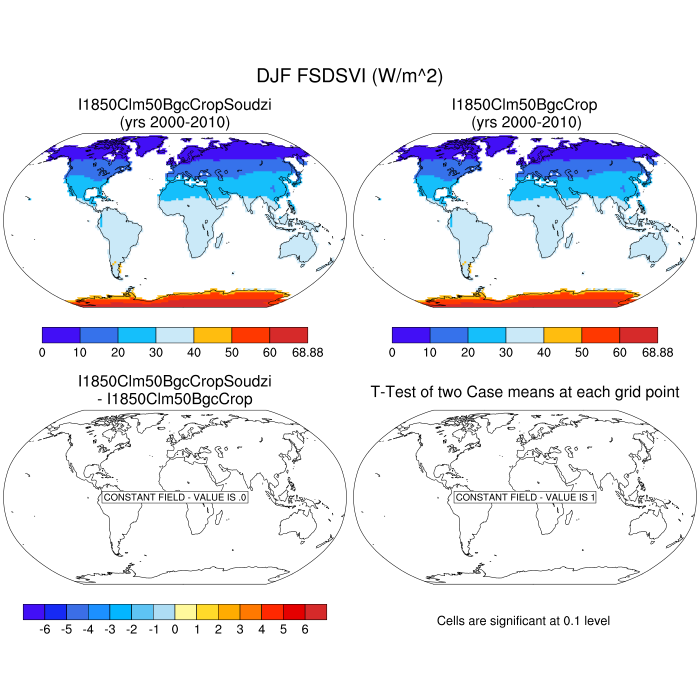 DJF FSDSVI (W/m^2)
I1850Clm50BgcCropSoudzi
(yrs 2000-2010)
I1850Clm50BgcCrop
(yrs 2000-2010)
0 10 20 30 40 50 60 68.88
0 10 20 30 40 50 60 68.88
I1850Clm50BgcCropSoudzi
- I1850Clm50BgcCrop
T-Test of two Case means at each grid point
CONSTANT FIELD - VALUE IS .0
CONSTANT FIELD - VALUE IS 1
-6 -5 -4 -3 -2 -1 0 1 2 3 4 5 6
Cells are significant at 0.1 level